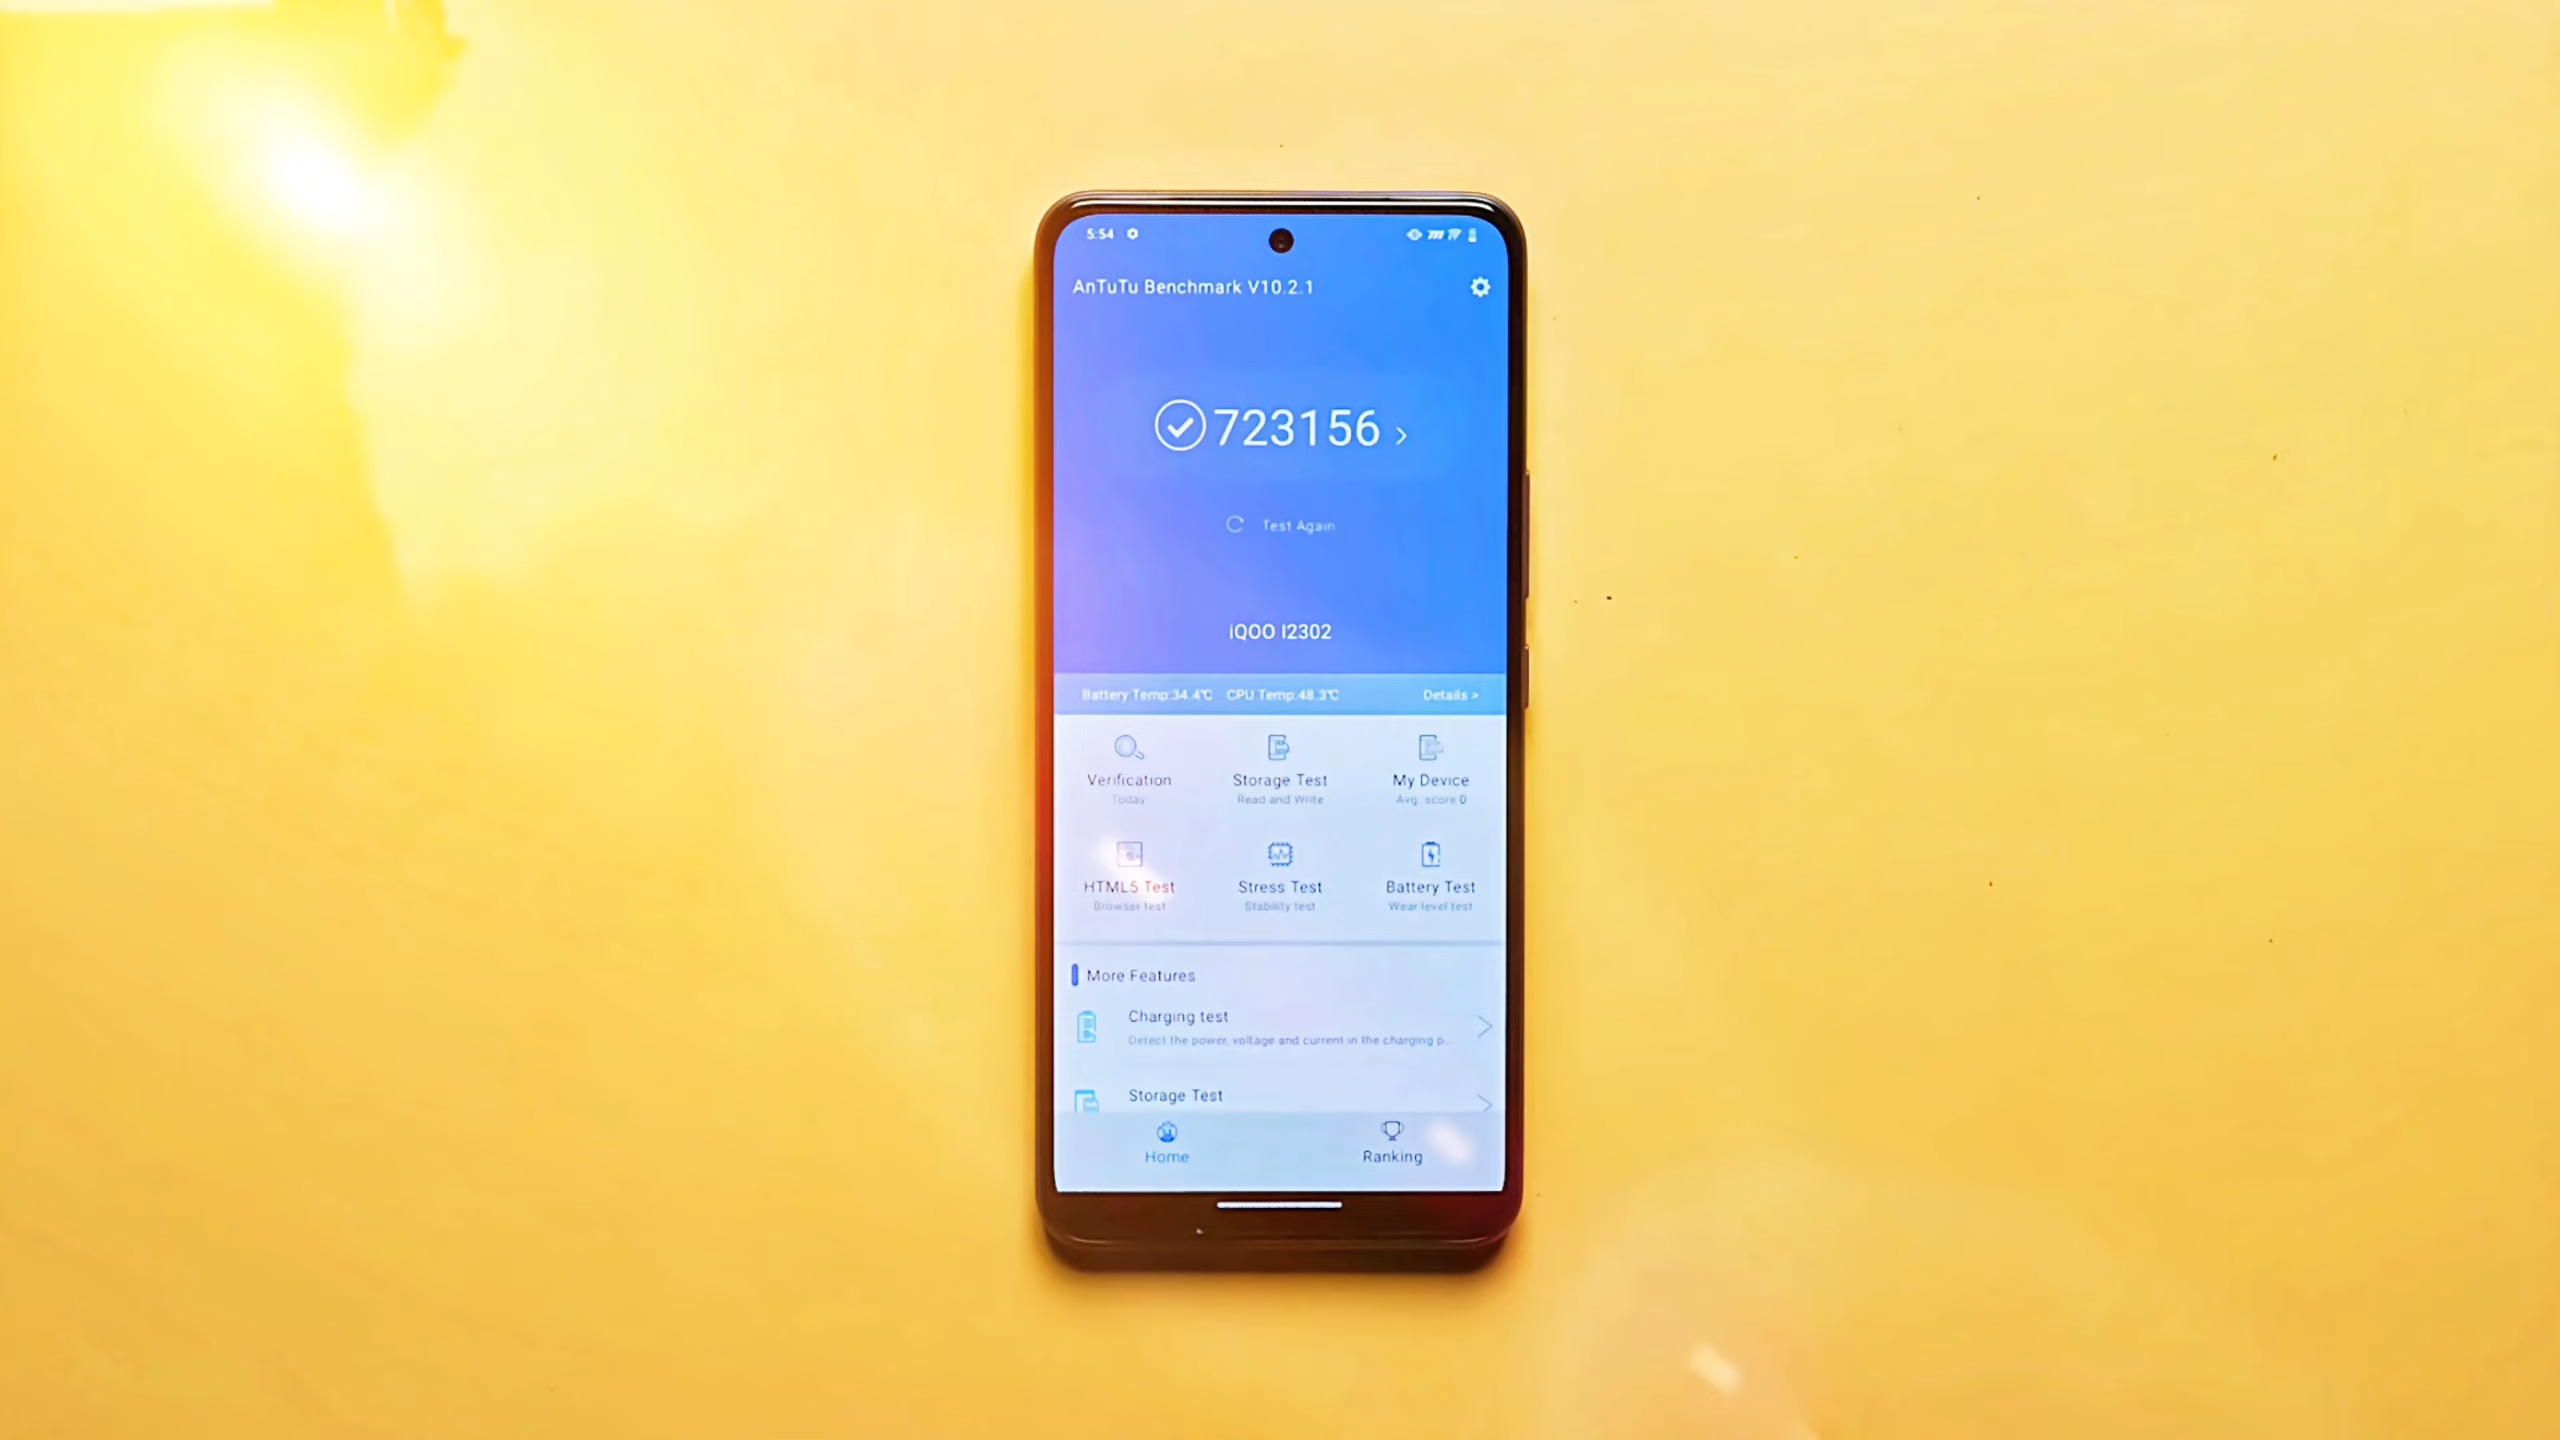 5:54
AnTuTu Benchmark V10.2.1
723156
Test Again
iQOO I2302
Battery Temp:34.4℃ CPU Temp:48.3℃ Details >
Verification Storage Test My Device
Today Read and Write Avg. score 0
HTML5 Test Stress Test Battery Test
Browser test Stability test Wear level test
More Features
Charging test
Detect the power, voltage and current in the charging p...
Storage Test
Home Ranking